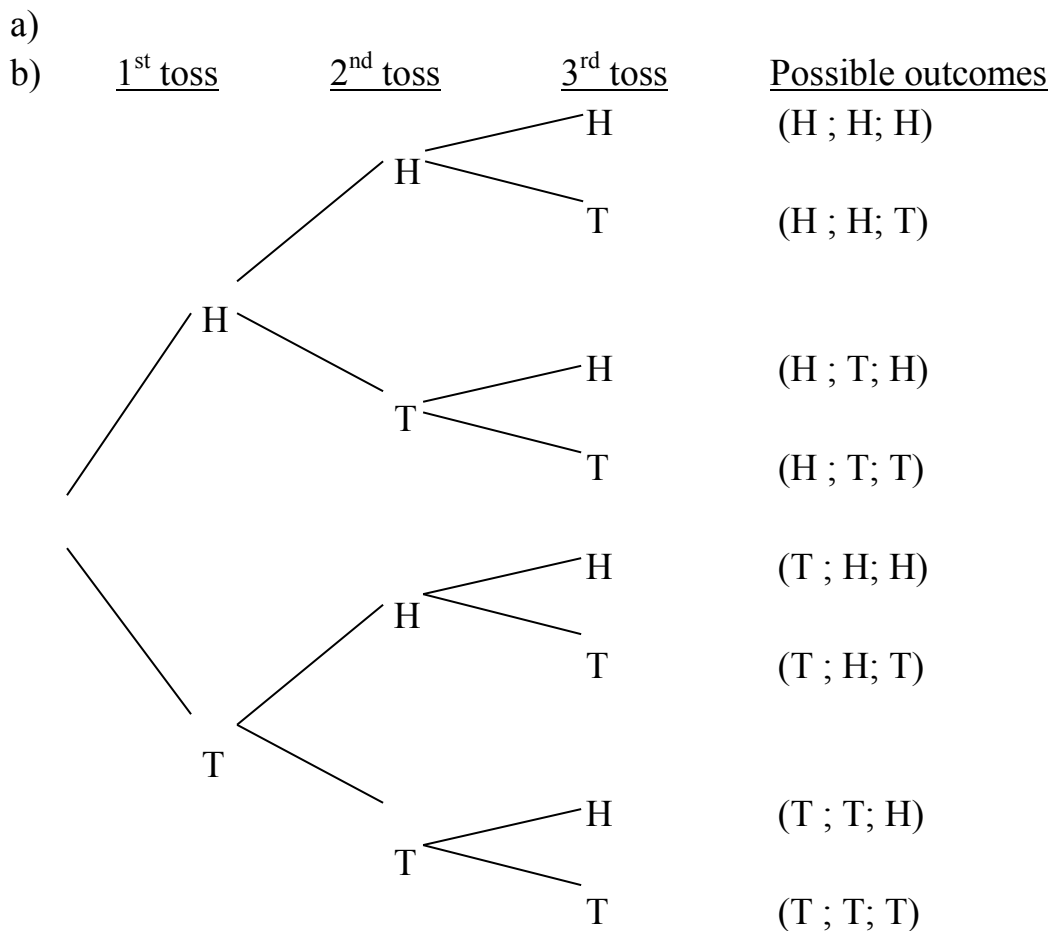 a)
b) 1st toss 2nd toss 3rd toss Possible outcomes
H (H ; H; H)
H
T (H ; H; T)
H
H (H ; T; H)
T
T (H ; T; T)
H (T ; H; H)
H
T (T ; H; T)
T
H (T ; T; H)
T
T (T ; T; T)